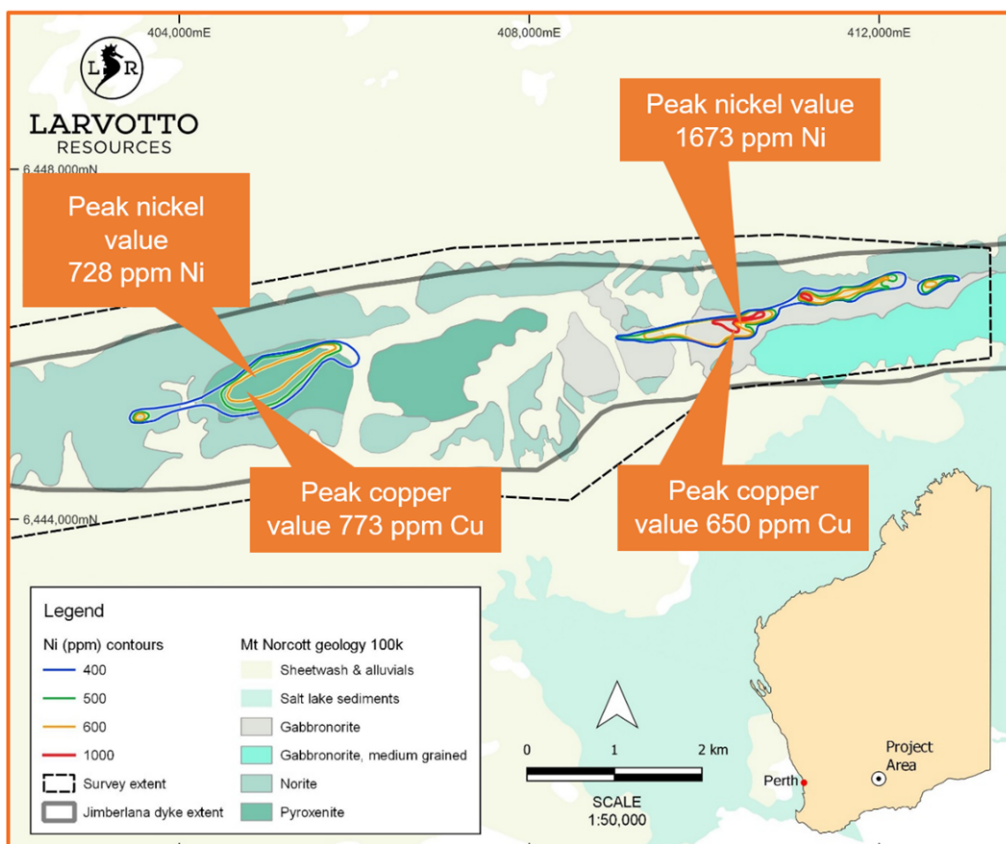 404,000mE
408,000mE
412,000mE
L R
LARVOTTO
RESOURCES
6,448,000mN
Peak nickel value
1673 ppm Ni
Peak nickel
value
728 ppm Ni
Peak copper
value 773 ppm Cu
Peak copper
value 650 ppm Cu
6,444,000mN
Legend
Ni (ppm) contours
400
500
600
1000
Survey extent
Jimberlana dyke extent
Mt Norcott geology 100k
Sheetwash & alluvials
Salt lake sediments
Gabbronorite
Gabbronorite, medium grained
Norite
Pyroxenite
0 1 2 km
SCALE
1:50,000
Project
Area
Perth